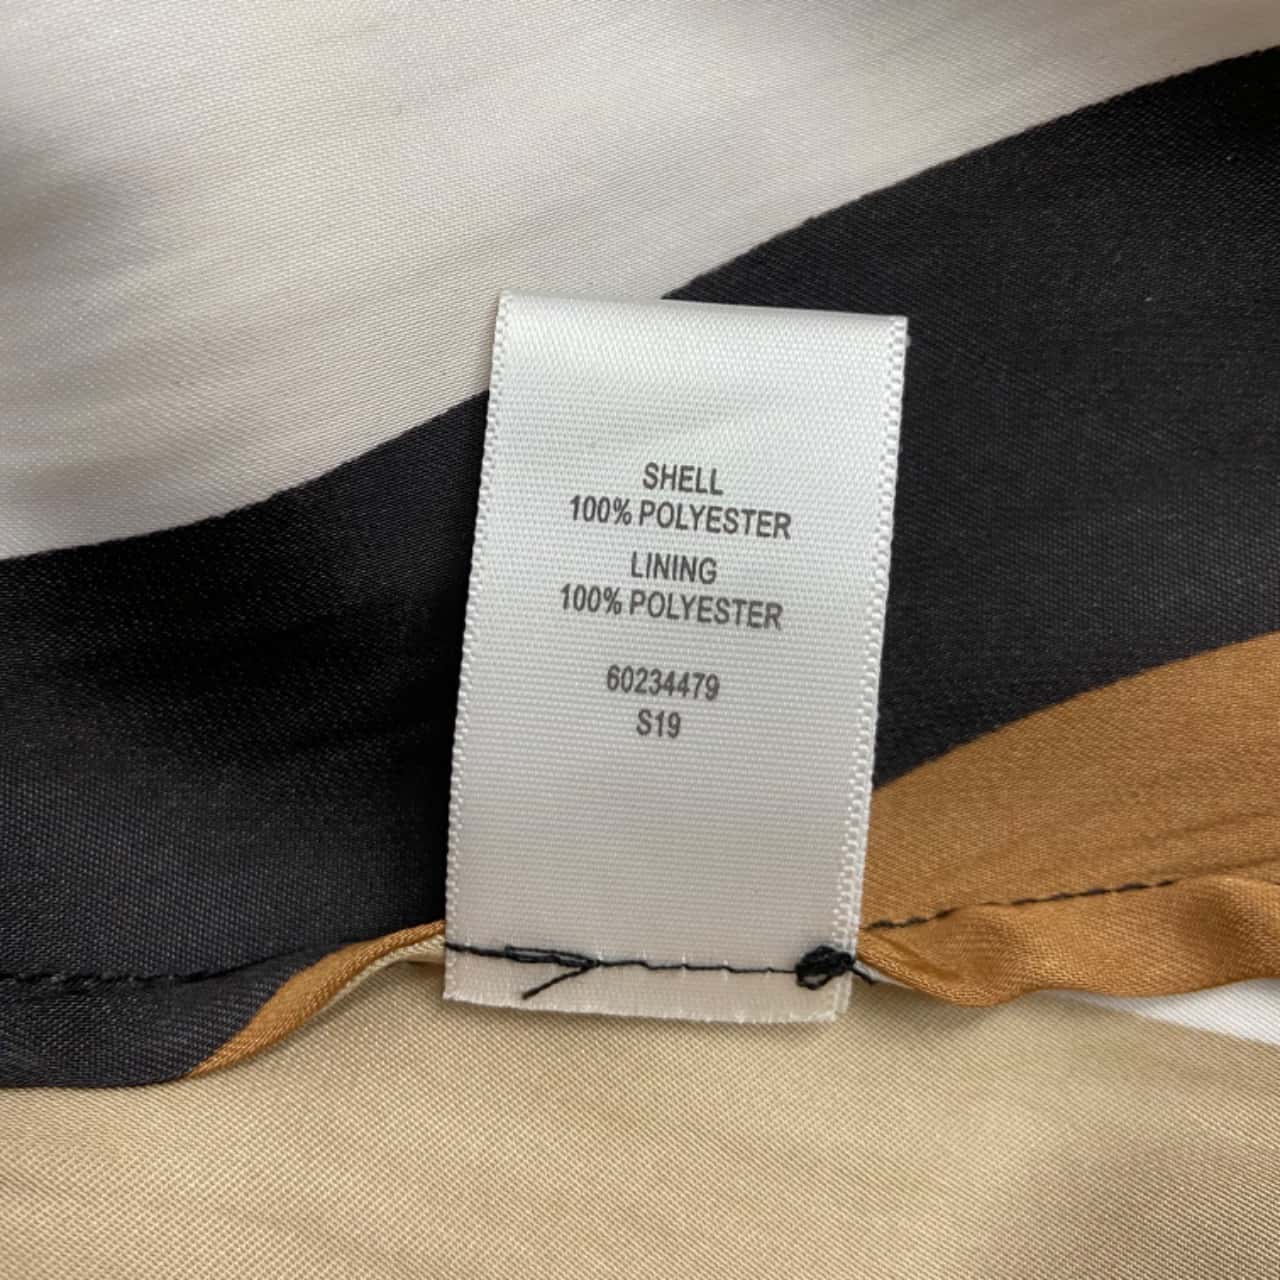 SHELL
100% POLYESTER
LINING
100% POLYESTER
60234479
S19